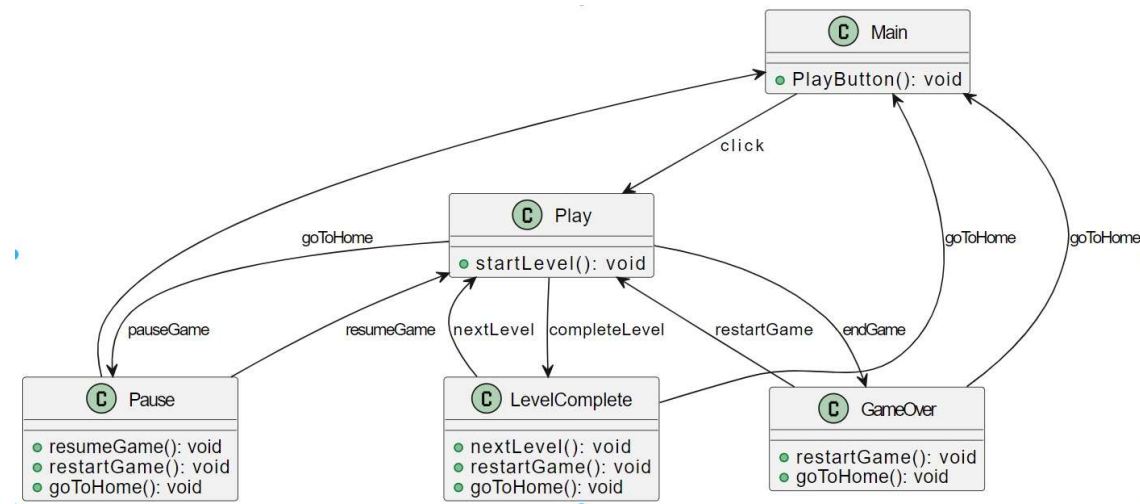 C Main
PlayButton(): void
click
C Play
startLevel(): void
goToHome
goToHome
goToHome
pauseGame
resumeGame
nextLevel
completeLevel
restartGame
endGame
C Pause
resumeGame(): void
restartGame(): void
goToHome(): void
C LevelComplete
nextLevel(): void
restartGame(): void
goToHome(): void
C GameOver
restartGame(): void
goToHome(): void